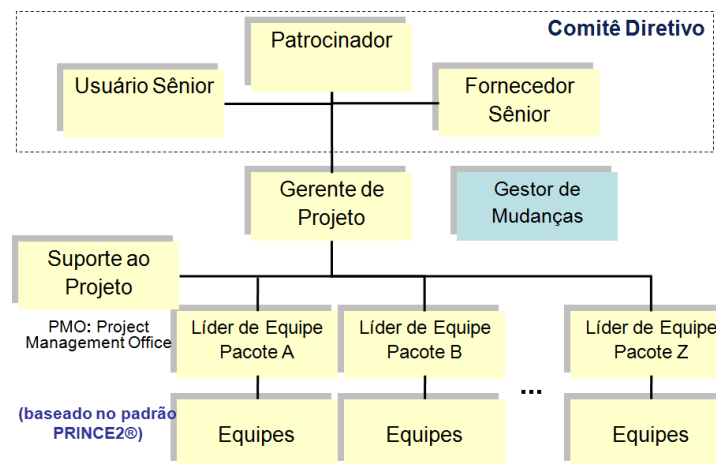 Comitê Diretivo
Patrocinador
Usuário Sênior
Fornecedor
Sênior
Gerente de
Projeto
Gestor de
Mudanças
Suporte ao
Projeto
PMO: Project
Management Office
Líder de Equipe
Pacote A
Líder de Equipe
Pacote B
Líder de Equipe
Pacote Z
...
(baseado no padrão
PRINCE2®)
Equipes
Equipes
Equipes